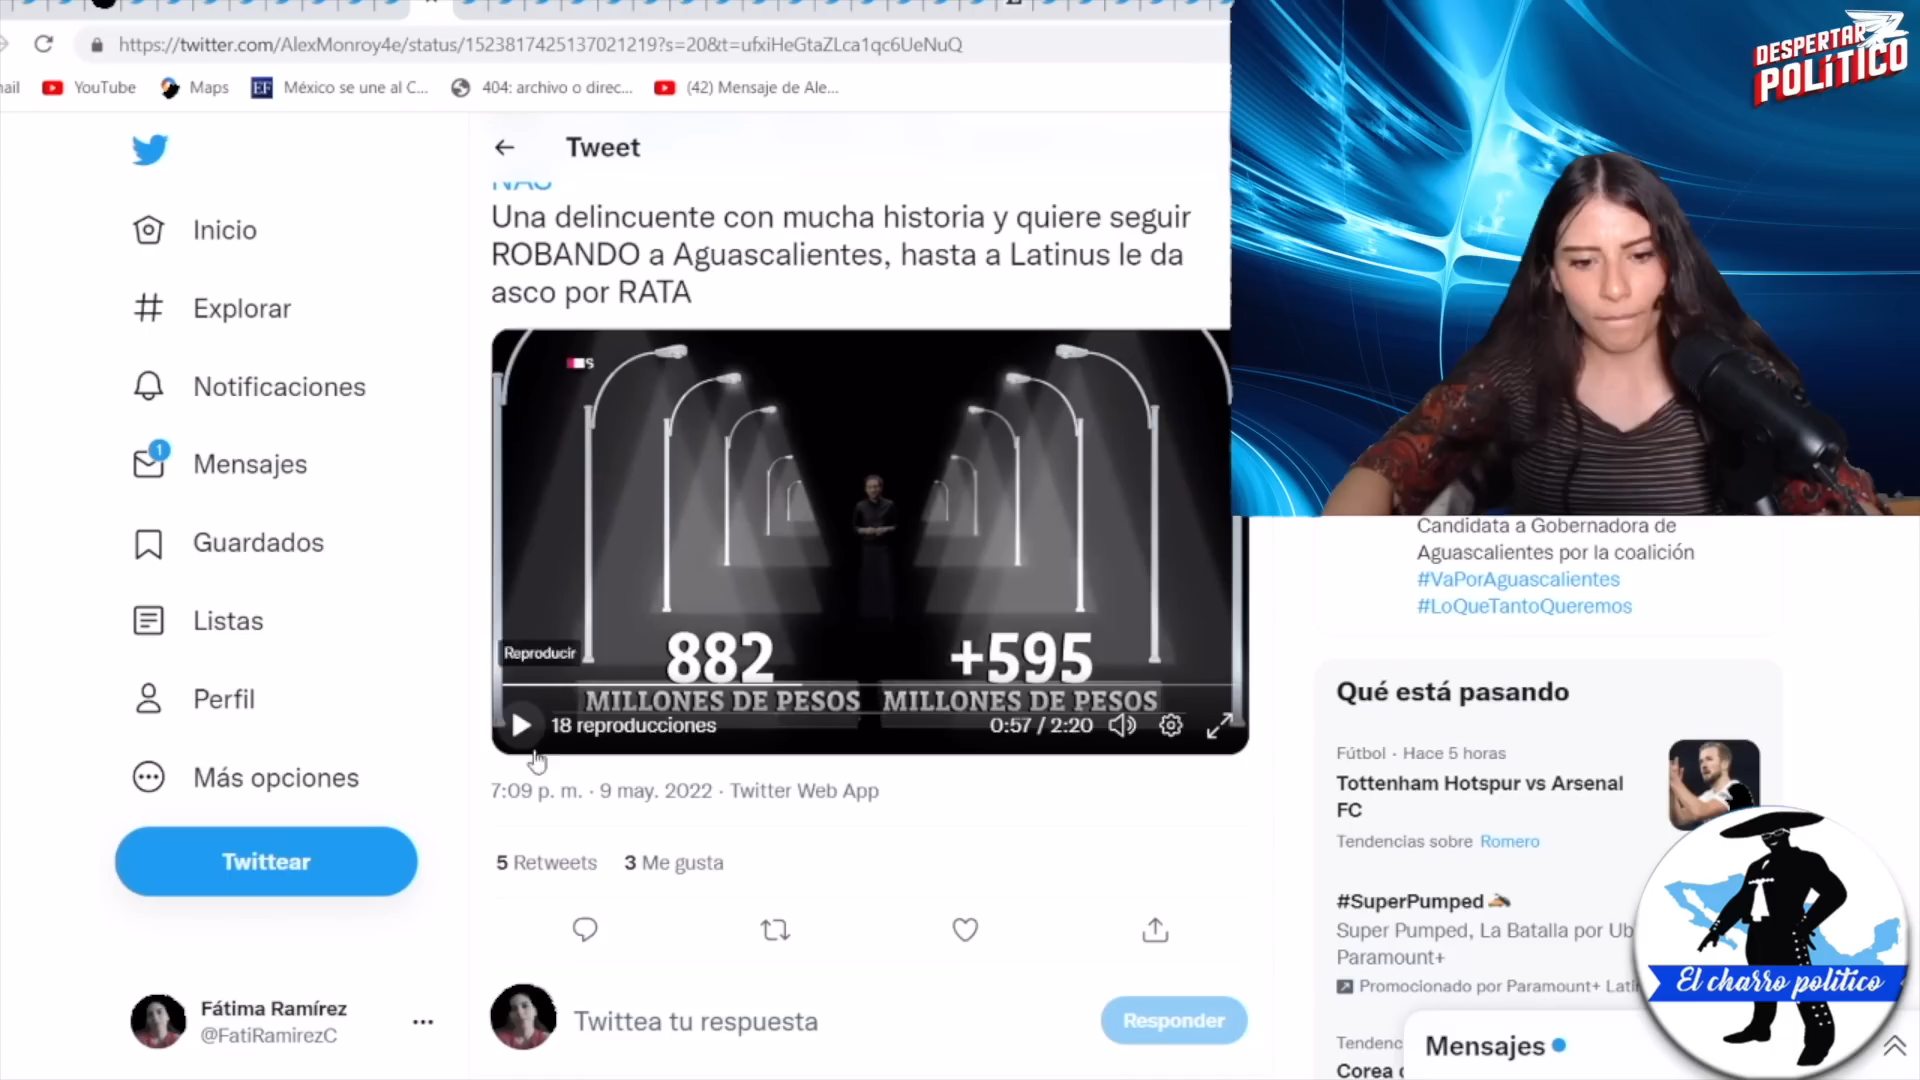 https://twitter.com/AlexMonroy4e/status/1523817425137021219?s=20&t=ufxiHeGtaZLca1qc6UeNuQ
YouTube
Maps
EF
México se une al C...
404: archivo o direc...
(42) Mensaje de Ale...
DESPERTAR
POLÍTICO
Inicio
Explorar
Notificaciones
1
Mensajes
Guardados
Listas
Perfil
Más opciones
Twittear
Fátima Ramírez
@FatiRamirezC
Tweet
Una delincuente con mucha historia y quiere seguir
ROBANDO a Aguascalientes, hasta a Latinus le da
asco por RATA
882
MILLONES DE PESOS
+595
MILLONES DE PESOS
Reproducir
18 reproducciones
0:57 / 2:20
7:09 p. m. · 9 may. 2022 · Twitter Web App
5 Retweets
3 Me gusta
Twittea tu respuesta
Responder
Candidata a Gobernadora de
Aguascalientes por la coalición
#VaPorAguascalientes
#LoQueTantoQueremos
Qué está pasando
Fútbol · Hace 5 horas
Tottenham Hotspur vs Arsenal
FC
Tendencias sobre Romero
#SuperPumped
Super Pumped, La Batalla por Ub
Paramount+
Promocionado por Paramount+ Lati
Tendenc
Corea
Mensajes
El charro político